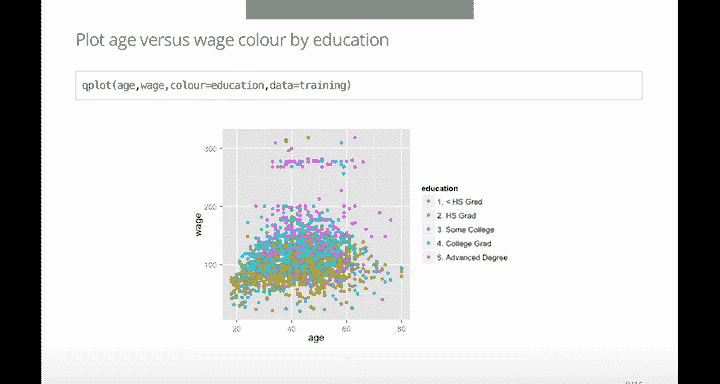 Plot age versus wage colour by education
qplot(age,wage,colour=education,data=training)
300
200
100
wage
20 40 60 80
age
education
1. < HS Grad
2. HS Grad
3. Some College
4. College Grad
5. Advanced Degree